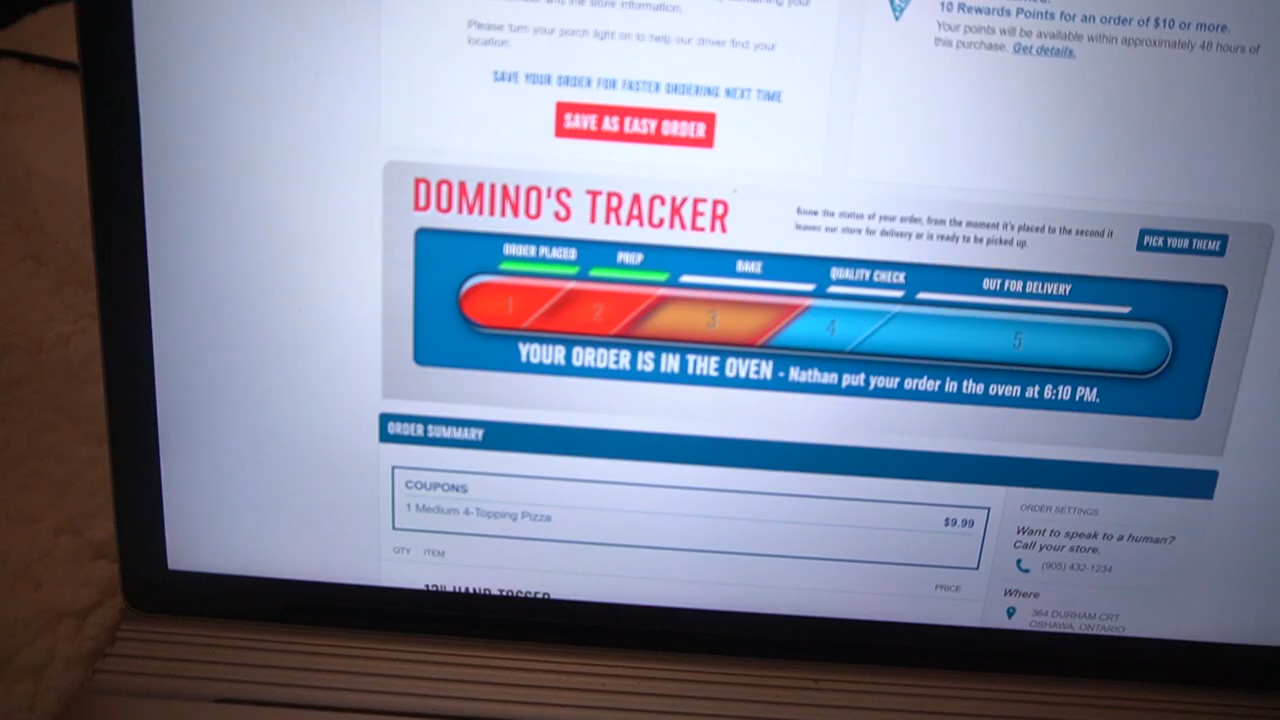 the store information.
your
Please turn your porch light on to help our driver find your
location.
SAVE YOUR ORDER FOR FASTER ORDERING NEXT TIME
SAVE AS EASY ORDER
10 Rewards Points for an order of $10 or more.
Your points will be available within approximately 48 hours of
this purchase. Get details.
DOMINO'S TRACKER
Know the status of your order, from the moment it's placed to the second it
leaves our store for delivery or is ready to be picked up.
PICK YOUR THEME
ORDER PLACED PREP BAKE QUALITY CHECK OUT FOR DELIVERY
1 2 3 4 5
YOUR ORDER IS IN THE OVEN - Nathan put your order in the oven at 6:10 PM.
ORDER SUMMARY
COUPONS
1 Medium 4-Topping Pizza $9.99
QTY ITEM PRICE
12" HAND TOSSED
ORDER SETTINGS
Want to speak to a human?
Call your store.
(905) 432-1234
Where
364 DURHAM CRT
OSHAWA, ONTARIO